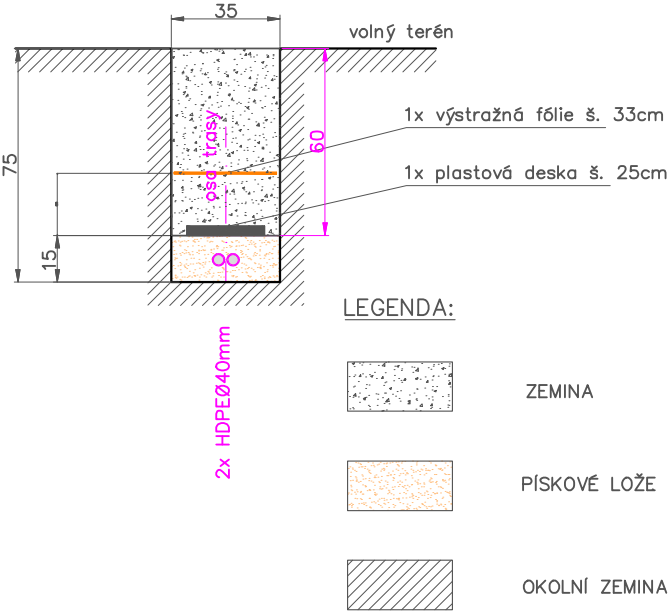 35
volný terén
1x výstražná fólie š. 33cm
60
osa trasy
75
1x plastová deska š. 25cm
15
LEGENDA:
2x HDPEØ40mm
ZEMINA
PÍSKOVÉ LOŽE
OKOLNÍ ZEMINA